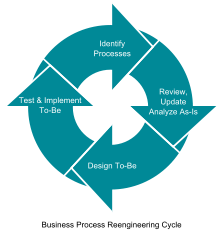 Identify
Processes
Review,
Update
Analyze As-Is
Design To-Be
Test & Implement
To-Be
Business Process Reengineering Cycle